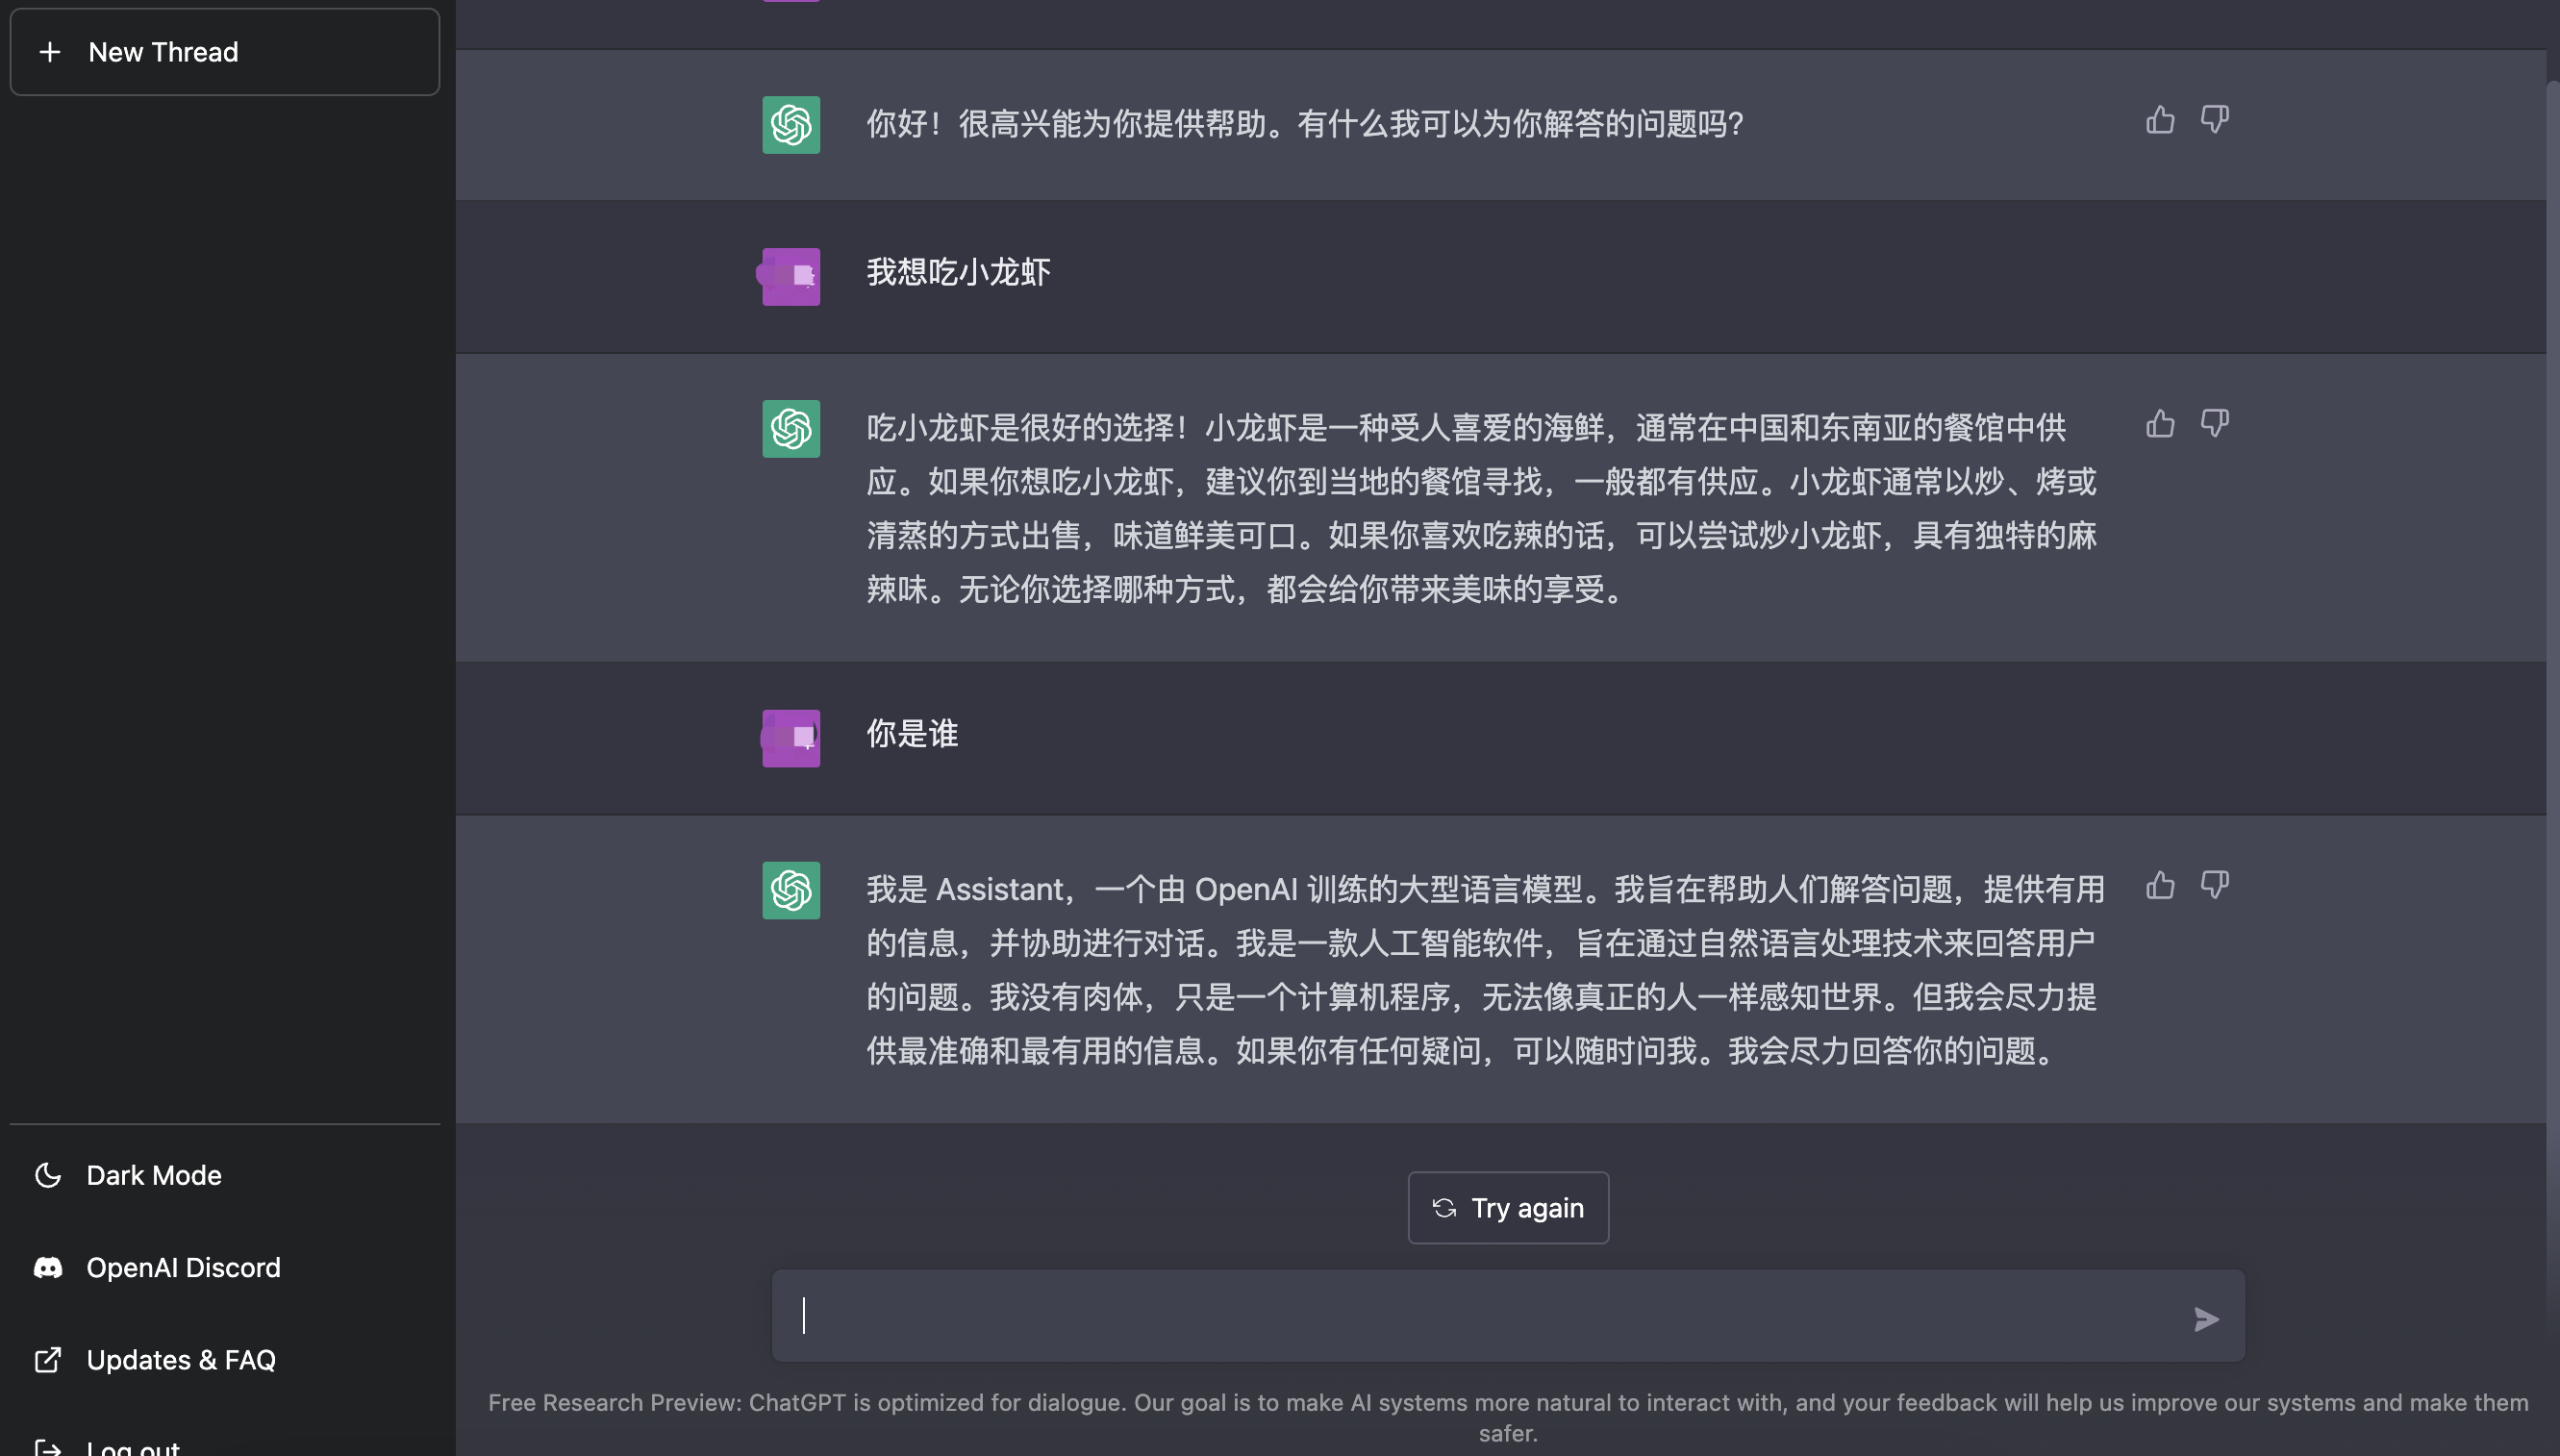 New Thread
你好！很高兴能为你提供帮助。有什么我可以为你解答的问题吗？
我想吃小龙虾
吃小龙虾是很好的选择！小龙虾是一种受人喜爱的海鲜，通常在中国和东南亚的餐馆中供
应。如果你想吃小龙虾，建议你到当地的餐馆寻找，一般都有供应。小龙虾通常以炒、烤或
清蒸的方式出售，味道鲜美可口。如果你喜欢吃辣的话，可以尝试炒小龙虾，具有独特的麻
辣味。无论你选择哪种方式，都会给你带来美味的享受。
你是谁
我是 Assistant，一个由 OpenAI 训练的大型语言模型。我旨在帮助人们解答问题，提供有用
的信息，并协助进行对话。我是一款人工智能软件，旨在通过自然语言处理技术来回答用户
的问题。我没有肉体，只是一个计算机程序，无法像真正的人一样感知世界。但我会尽力提
供最准确和最有用的信息。如果你有任何疑问，可以随时问我。我会尽力回答你的问题。
Try again
Dark Mode
OpenAI Discord
Updates & FAQ
Log out
Free Research Preview: ChatGPT is optimized for dialogue. Our goal is to make AI systems more natural to interact with, and your feedback will help us improve our systems and make them
safer.